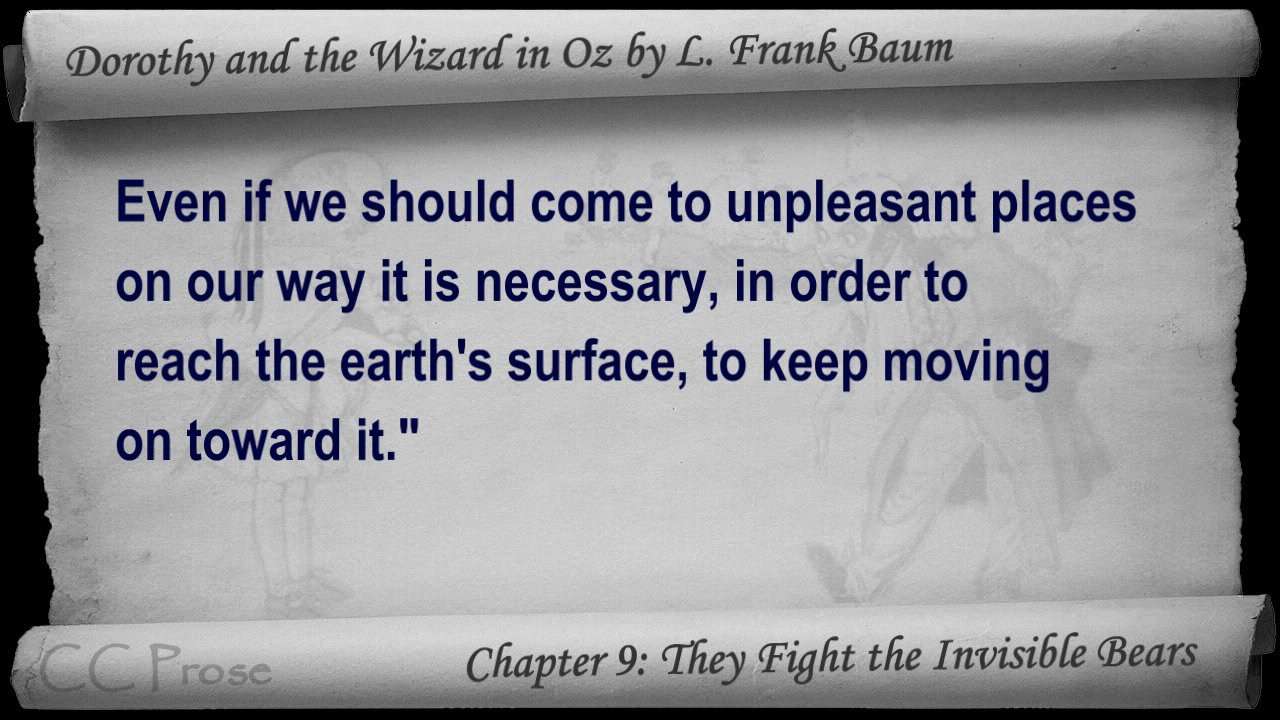 Dorothy and the Wizard in Oz by L. Frank Baum
Even if we should come to unpleasant places
on our way it is necessary, in order to
reach the earth's surface, to keep moving
on toward it."
CC Prose
Chapter 9: They Fight the Invisible Bears